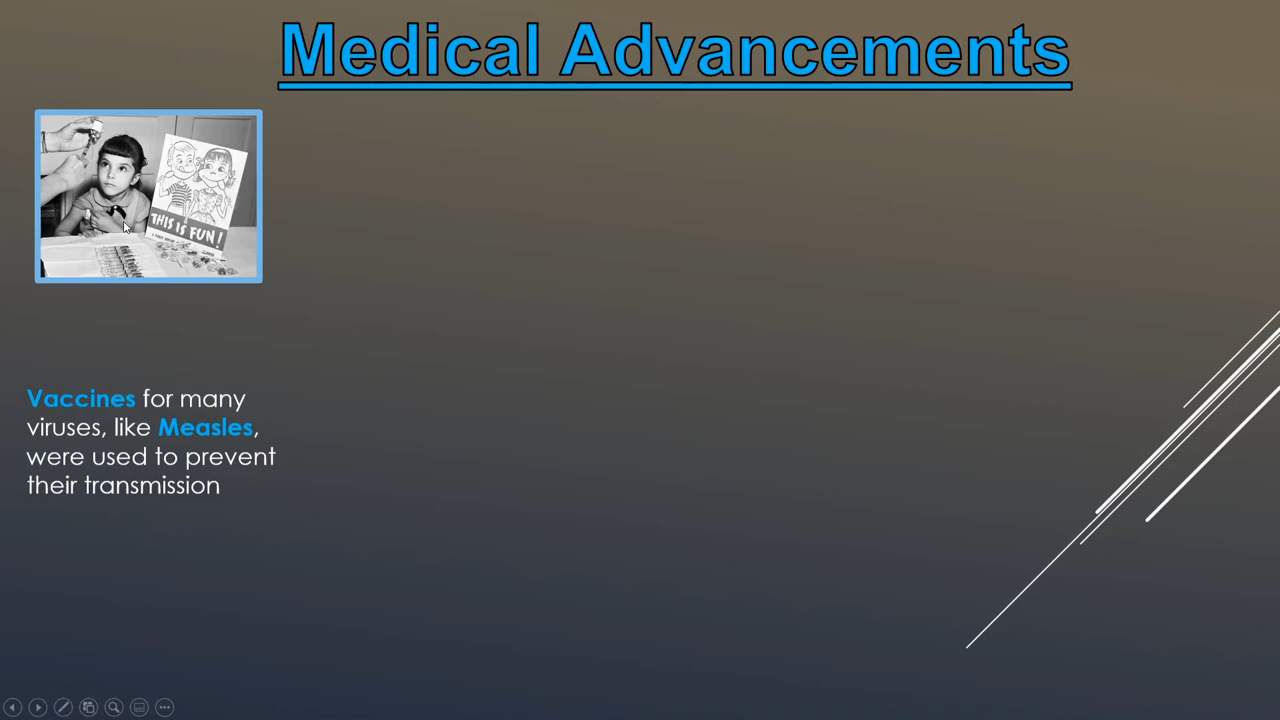 Medical Advancements
THIS IS FUN!
Vaccines for many
viruses, like Measles,
were used to prevent
their transmission